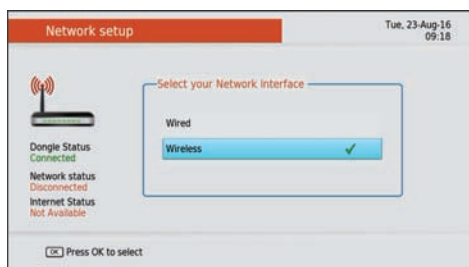 Network setup
Tue, 23-Aug-16
09:18
Select your Network Interface
Wired
Wireless
Dongle Status
Connected
Network status
Disconnected
Internet Status
Not Available
OK Press OK to select